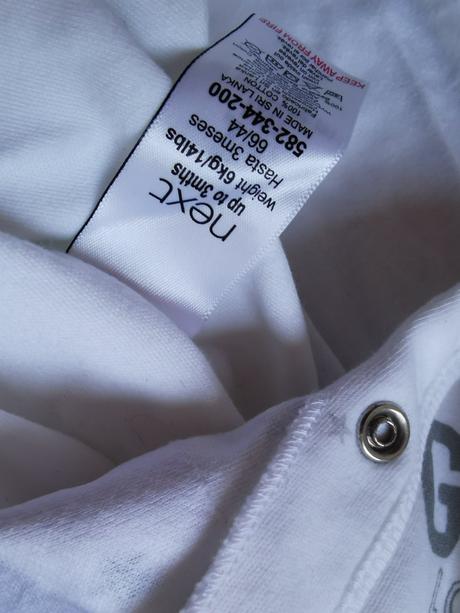 next
up to 3mths
weight 6kg/14lbs
Hasta 3meses
66/44
582-344-200
MADE IN SRI LANKA
100% COTTON
KEEP AWAY FROM FIRE
G